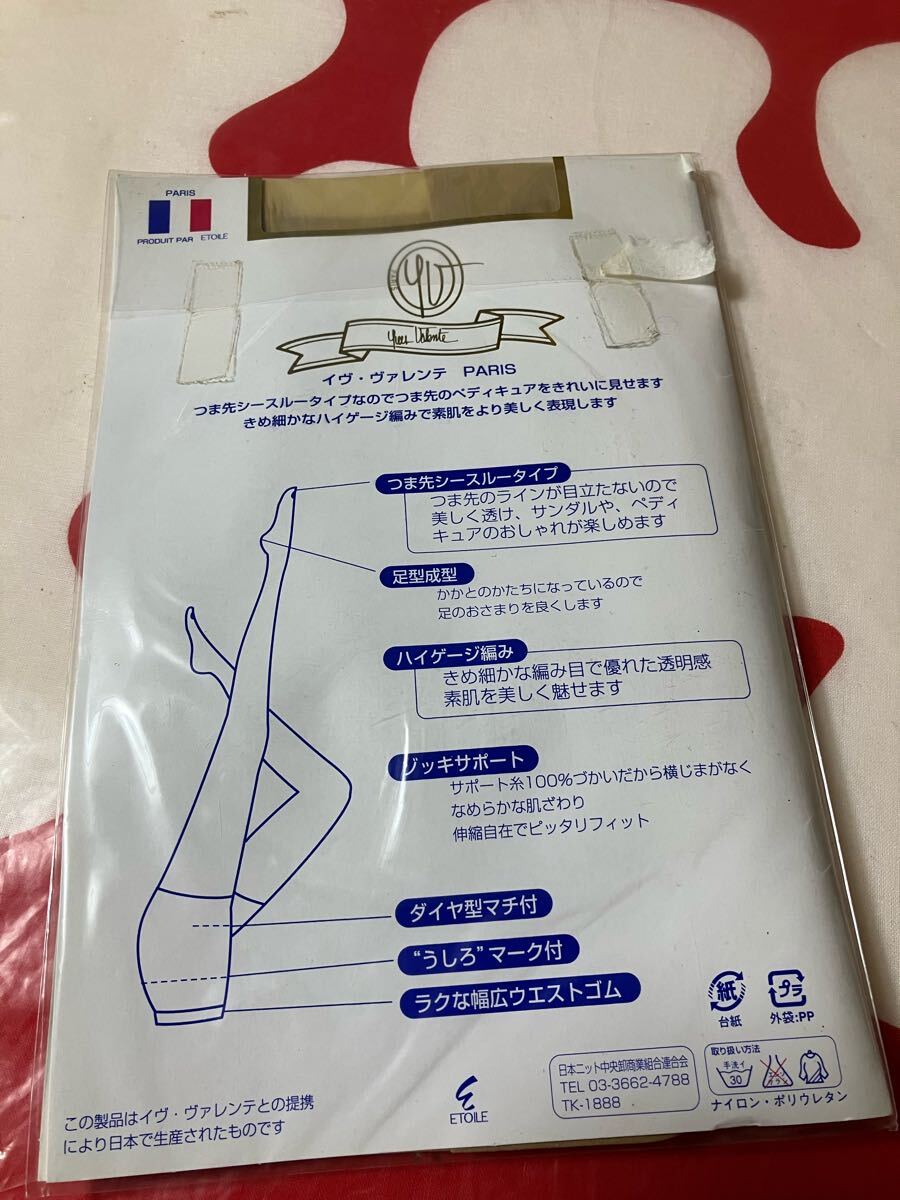 PARIS
PRODUIT PAR ETOILE
PARIS
YV
Yves Valente
イヴ・ヴァレンテ PARIS
つま先シースルータイプなのでつま先のペディキュアをきれいに見せます
きめ細かなハイゲージ編みで素肌をより美しく表現します
つま先シースルータイプ
つま先のラインが目立たないので
美しく透け、サンダルや、ペディ
キュアのおしゃれが楽しめます
足型成型
かかとのかたちになっているので
足のおさまりを良くします
ハイゲージ編み
きめ細かな編み目で優れた透明感
素肌を美しく魅せます
ゾッキサポート
サポート糸100%づかいだから横じまがなく
なめらかな肌ざわり
伸縮自在でピッタリフィット
ダイヤ型マチ付
“うしろ”マーク付
ラクな幅広ウエストゴム
紙
台紙
プラ
外袋:PP
この製品はイヴ・ヴァレンテとの提携
により日本で生産されたものです
ETOILE
日本ニット中央卸商業組合連合会
TEL 03-3662-4788
TK-1888
取り扱い方法
手洗イ
30
エンソ
サラシ
ナイロン・ポリウレタン